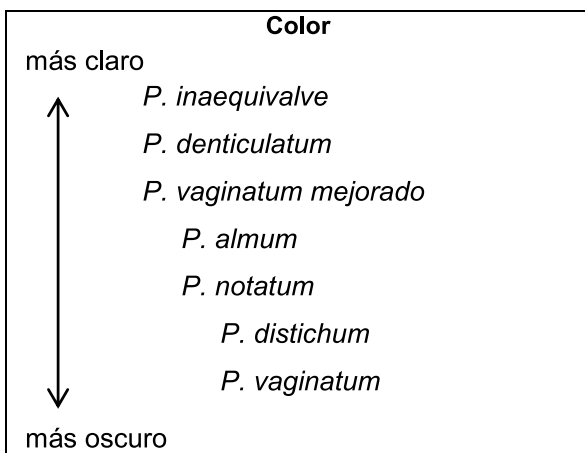 Color
más claro
P. inaequivalve
P. denticulatum
P. vaginatum mejorado
P. almum
P. notatum
P. distichum
P. vaginatum
más oscuro